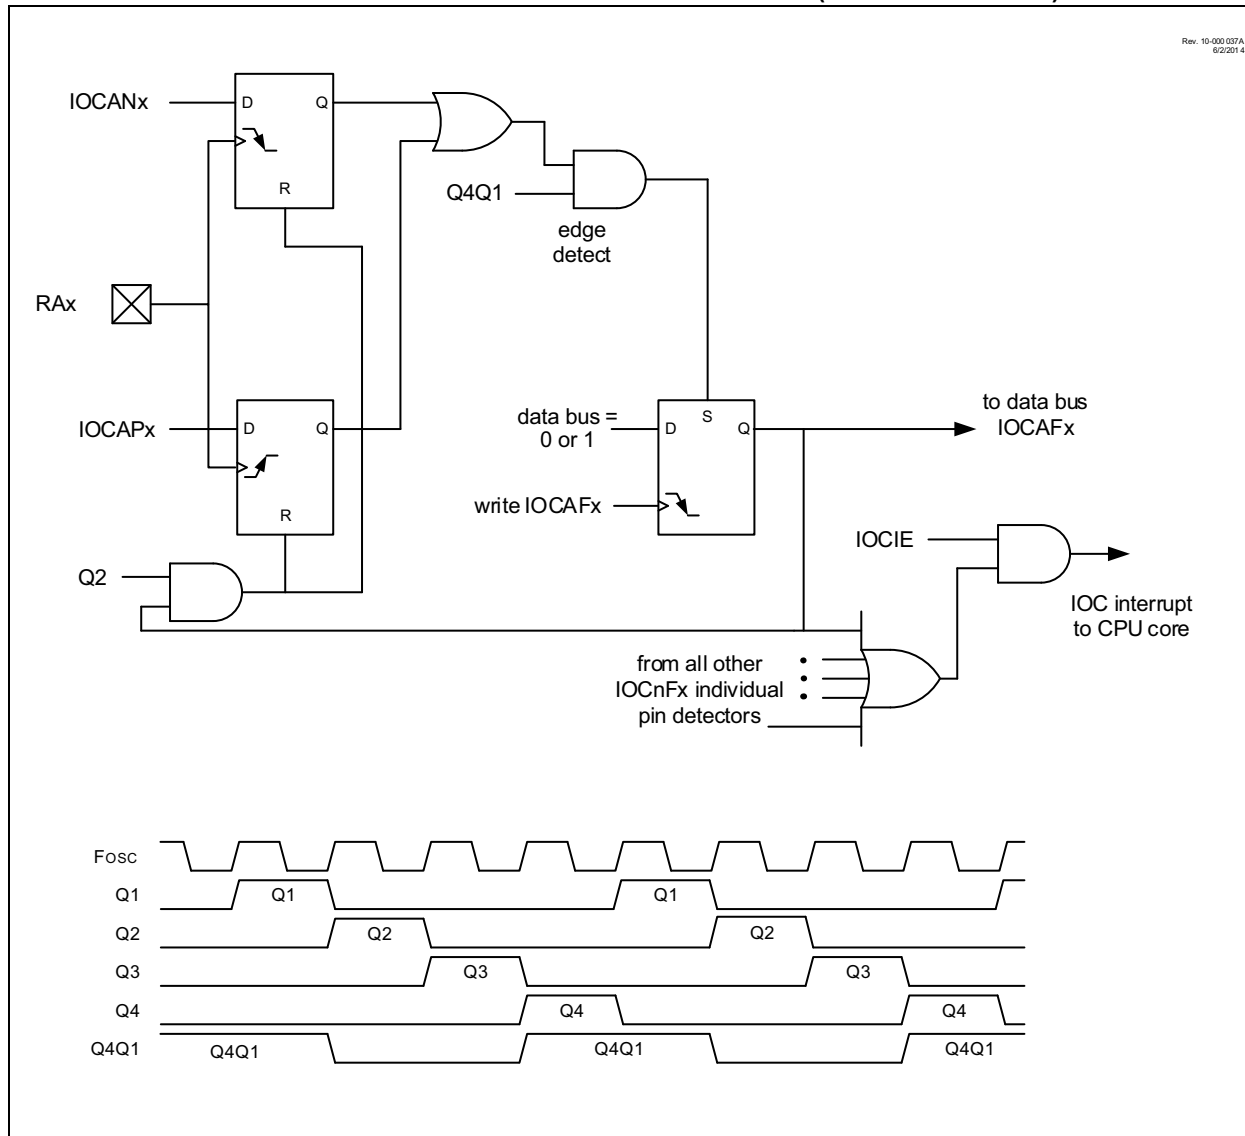 Rev. 10-000 037A
6/2/201 4
IOCANx
D
Q
R
Q4Q1
edge
detect
RAx
IOCAPx
D
Q
R
data bus =
0 or 1
S
D
Q
to data bus
IOCAFx
write IOCAFx
IOCIE
Q2
IOC interrupt
to CPU core
from all other
IOCnFx individual
pin detectors
FOSC
Q1
Q1
Q1
Q2
Q2
Q2
Q3
Q3
Q3
Q4
Q4
Q4
Q4Q1
Q4Q1
Q4Q1
Q4Q1